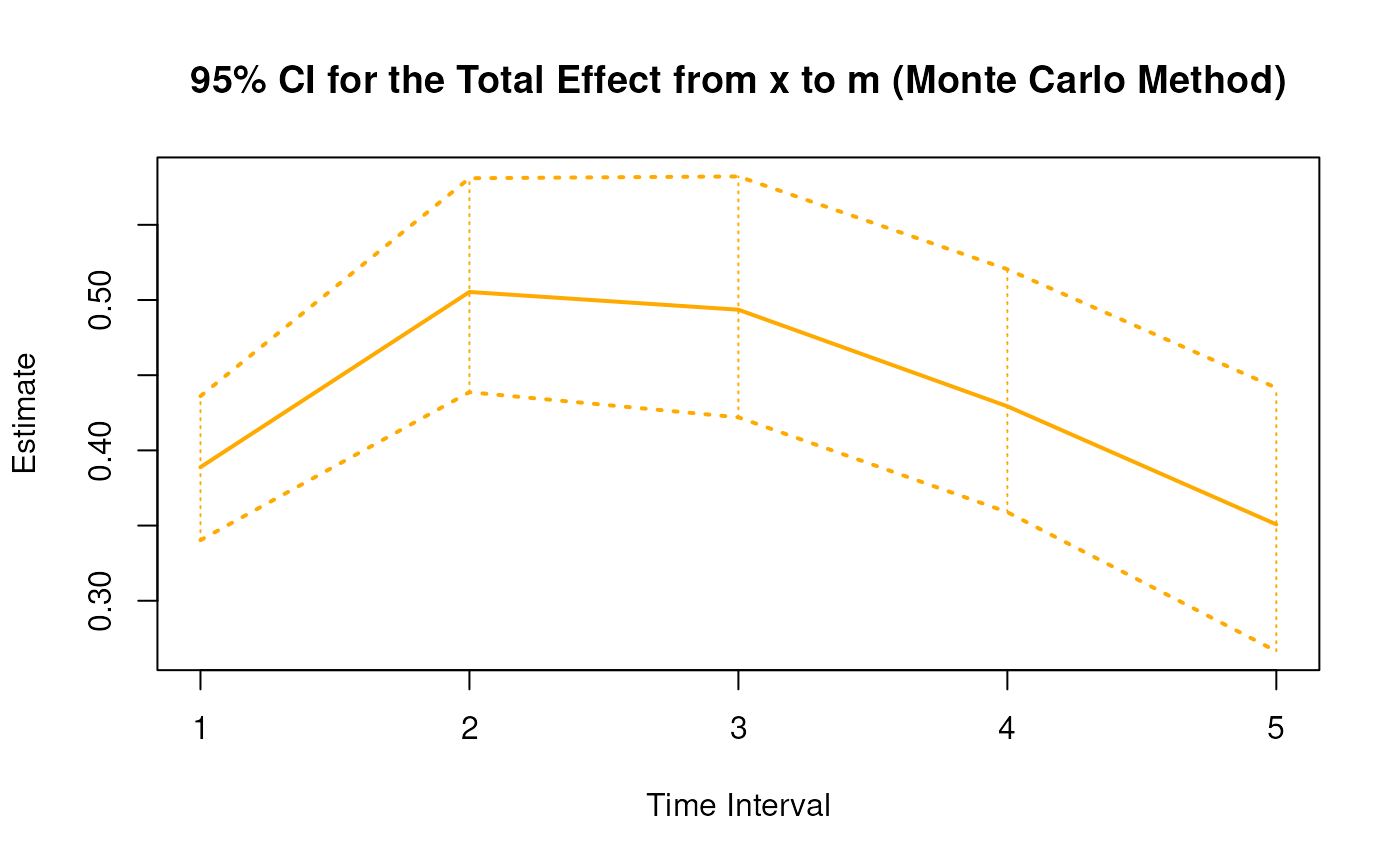 95% CI for the Total Effect from x to m (Monte Carlo Method)
Estimate
0.50
0.40
0.30
1 2 3 4 5
Time Interval